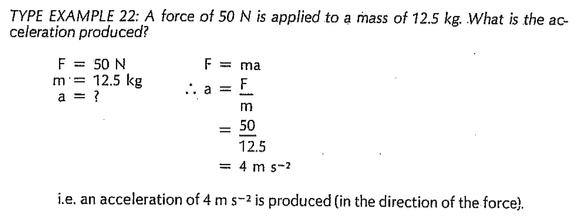 TYPE EXAMPLE 22: A force of 50 N is applied to a mass of 12.5 kg. What is the ac-
celeration produced?
F = 50 N
m = 12.5 kg
a = ?
F = ma
∴ a = F
m
= 50
12.5
= 4 m s⁻²
i.e. an acceleration of 4 m s⁻² is produced (in the direction of the force).